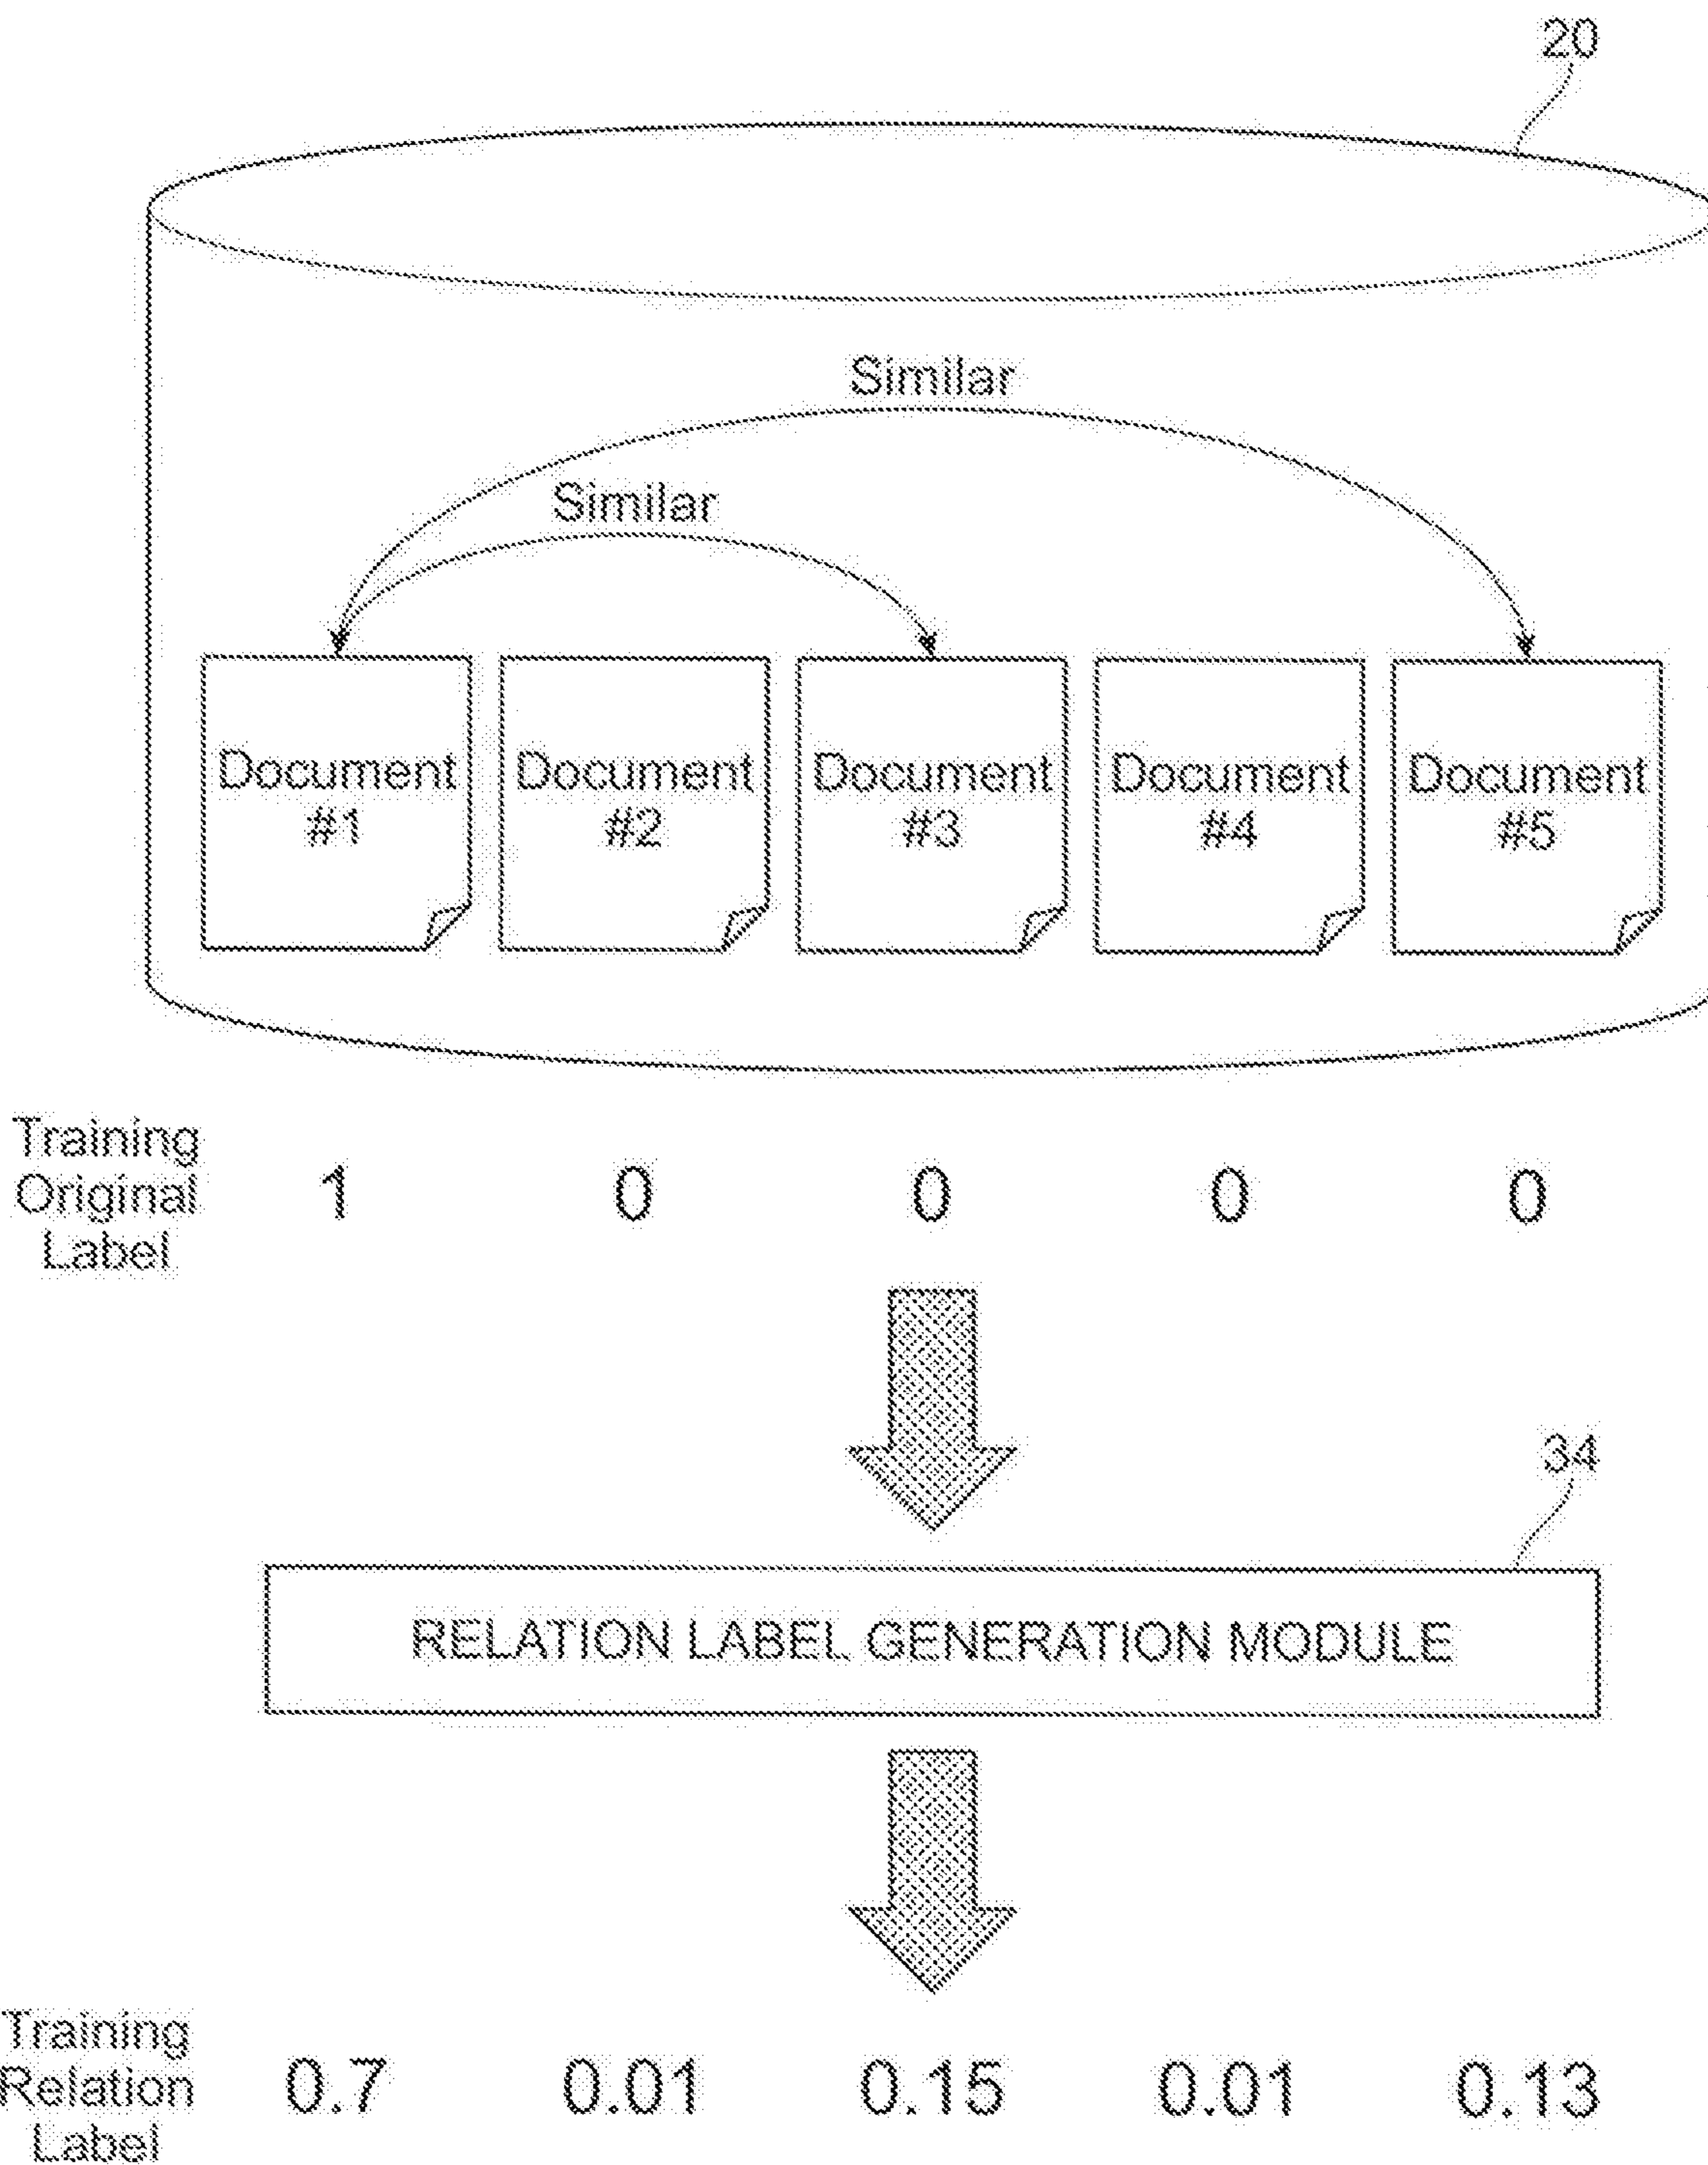 20
Similar
Similar
Document Document Document Document Document
#1 #2 #3 #4 #5
Training
Original
Label
1 0 0 0 0
34
RELATION LABEL GENERATION MODULE
Training
Relation
Label
0.7 0.01 0.15 0.01 0.13